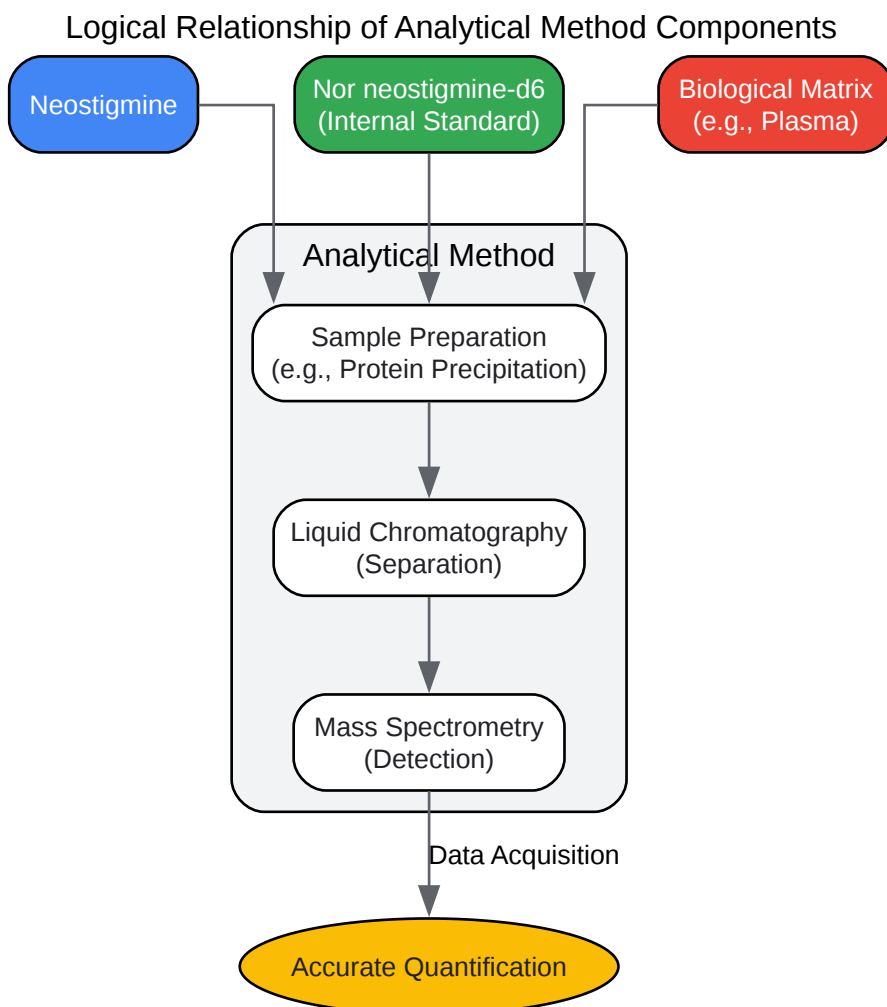 Logical Relationship of Analytical Method Components
Neostigmine
Nor neostigmine-d6
(Internal Standard)
Biological Matrix
(e.g., Plasma)
Analytical Method
Sample Preparation
(e.g., Protein Precipitation)
Liquid Chromatography
(Separation)
Mass Spectrometry
(Detection)
Data Acquisition
Accurate Quantification